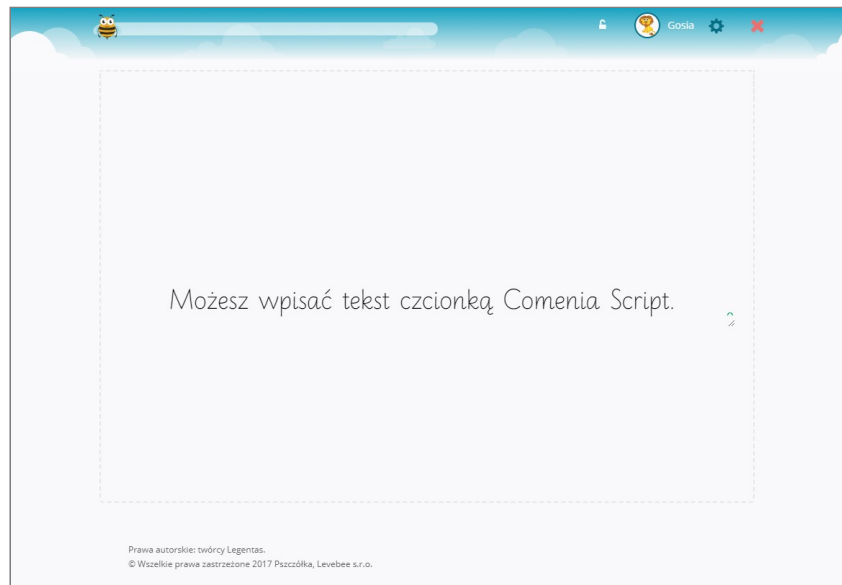 Gosia
Możesz wpisać tekst czcionką Comenia Script.
Prawa autorskie: twórcy Legentas.
© Wszelkie prawa zastrzeżone 2017 Pszczółka, Levebee s.r.o.